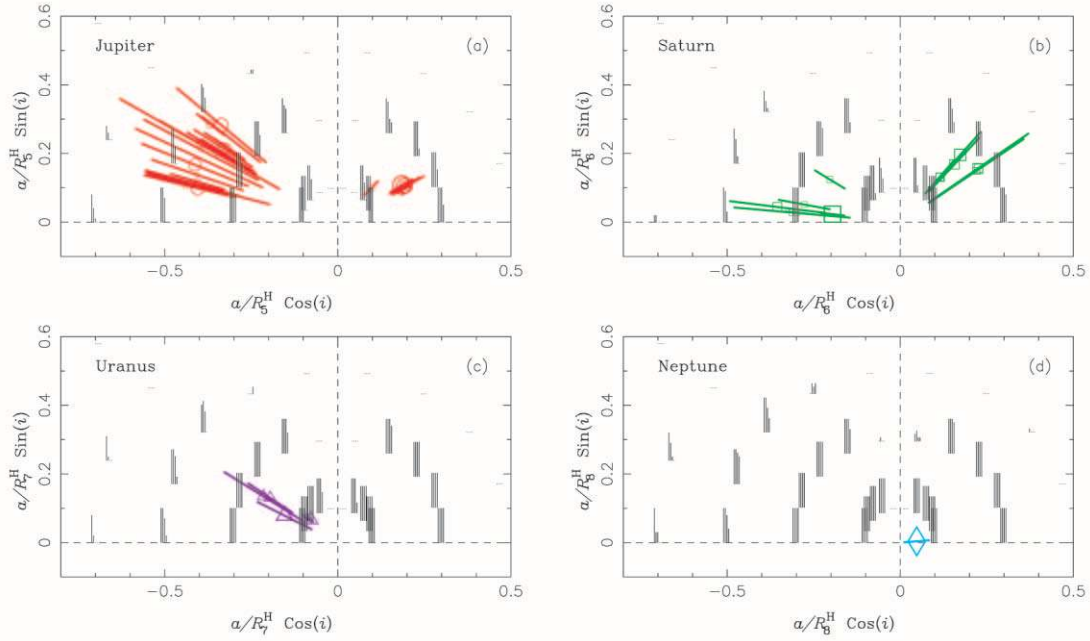 Jupiter (a)
0 0.2 0.4 0.6
a/R₅ᴴ Sin(i)
−0.5 0 0.5
a/R₅ᴴ Cos(i)
Saturn (b)
0 0.2 0.4 0.6
a/R₆ᴴ Sin(i)
−0.5 0 0.5
a/R₆ᴴ Cos(i)
Uranus (c)
0 0.2 0.4 0.6
a/R₇ᴴ Sin(i)
−0.5 0 0.5
a/R₇ᴴ Cos(i)
Neptune (d)
0 0.2 0.4 0.6
a/R₈ᴴ Sin(i)
−0.5 0 0.5
a/R₈ᴴ Cos(i)